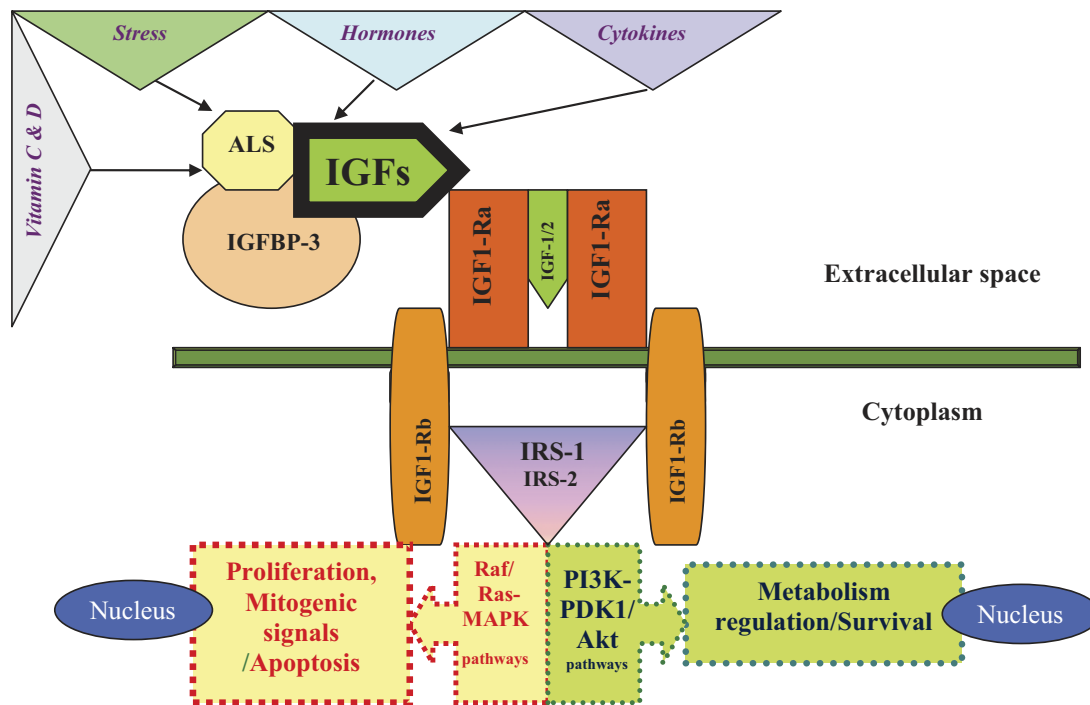 Stress
Hormones
Cytokines
Vitamin C & D
ALS
IGFs
IGFBP-3
IGF1-Ra
IGF-1/2
IGF1-Ra
Extracellular space
Cytoplasm
IGF1-Rb
IRS-1
IRS-2
IGF1-Rb
Nucleus
Proliferation,
Mitogenic
signals
/Apoptosis
Raf/
Ras-
MAPK
pathways
PI3K-
PDK1/
Akt
pathways
Metabolism
regulation/Survival
Nucleus